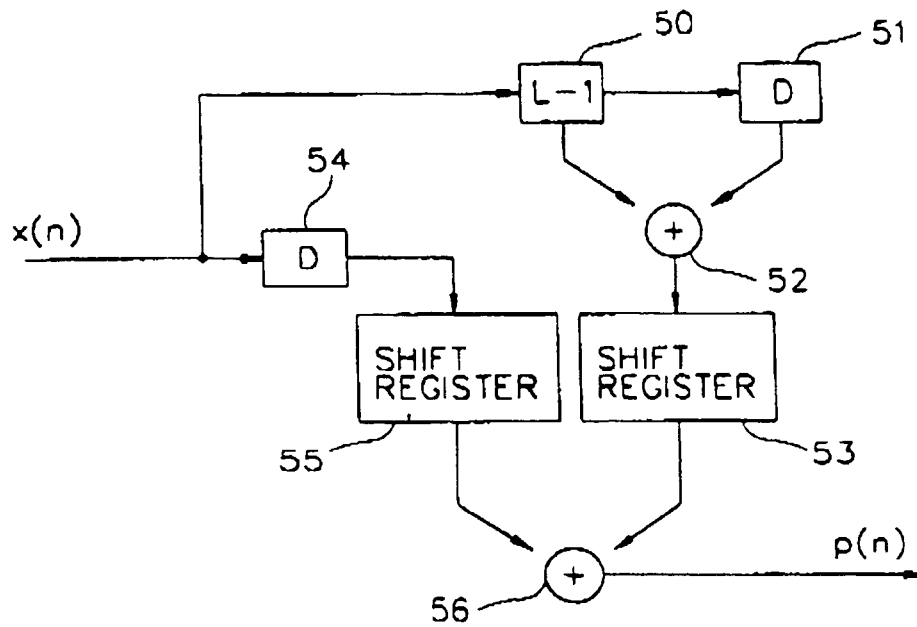 50
51
L-1
D
54
x(n)
D
+
52
SHIFT
REGISTER
SHIFT
REGISTER
55
53
p(n)
+
56